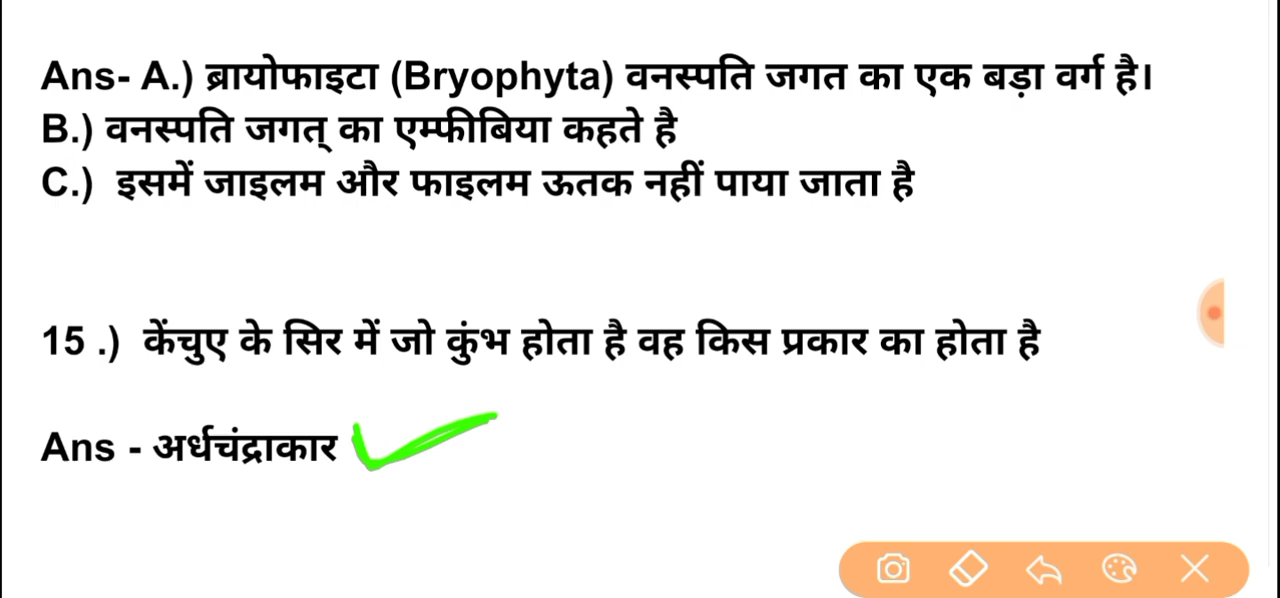 Ans- A.) ब्रायोफाइटा (Bryophyta) वनस्पति जगत का एक बड़ा वर्ग है।
B.) वनस्पति जगत् का एम्फीबिया कहते है
C.) इसमें जाइलम और फाइलम ऊतक नहीं पाया जाता है
15 .) केंचुए के सिर में जो कुंभ होता है वह किस प्रकार का होता है
Ans - अर्धचंद्राकार